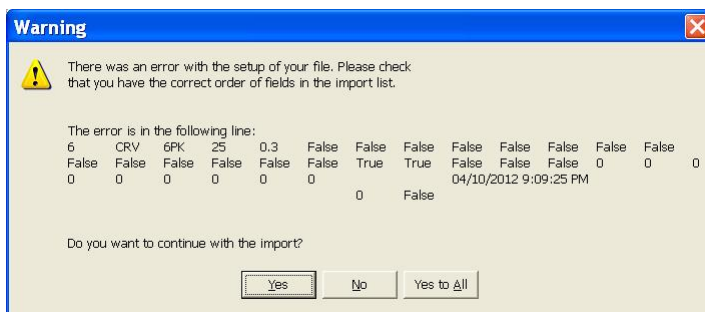 Warning
There was an error with the setup of your file. Please check
that you have the correct order of fields in the import list.
The error is in the following line:
6 CRV 6PK 25 0.3 False False False False False False False False
False False False False False False True True False False False 0 0 0
0 0 0 0 0 04/10/2012 9:09:25 PM
0 False
Do you want to continue with the import?
Yes No Yes to All